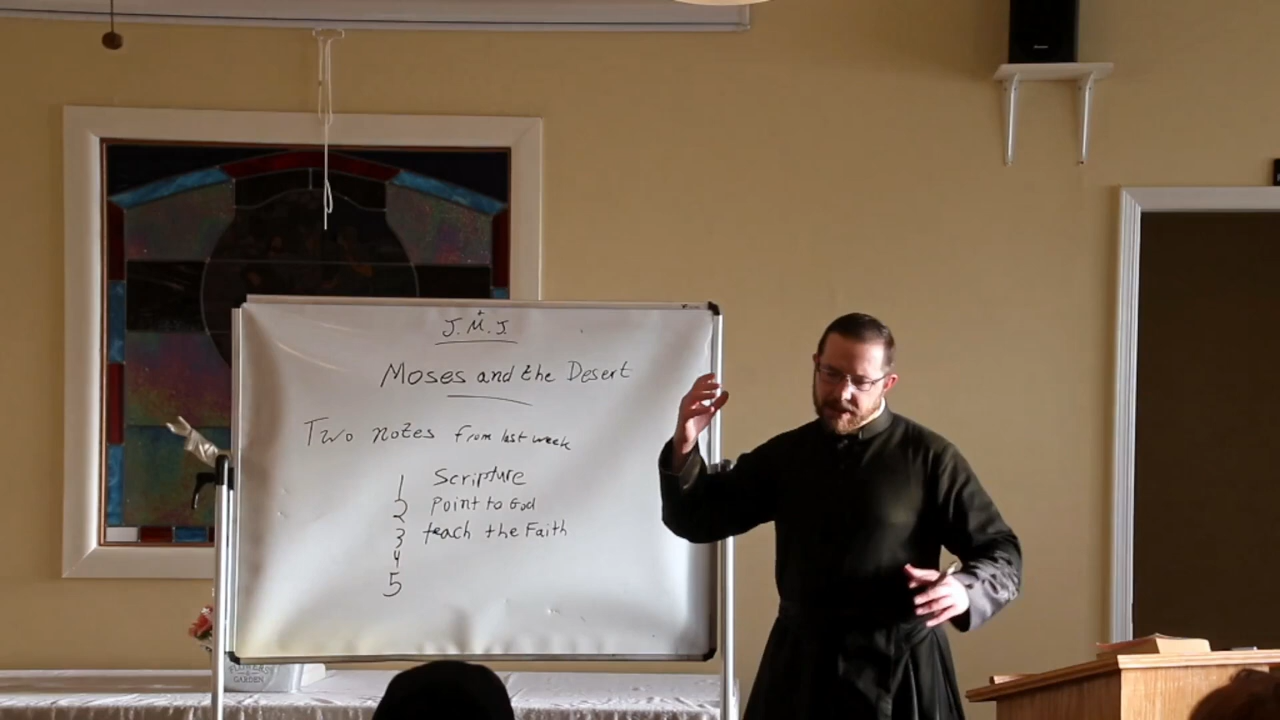 J.M.J.
Moses and the Desert
Two notes from last week
1 Scripture
2 Point to God
3 teach the Faith
4
5
GARDEN